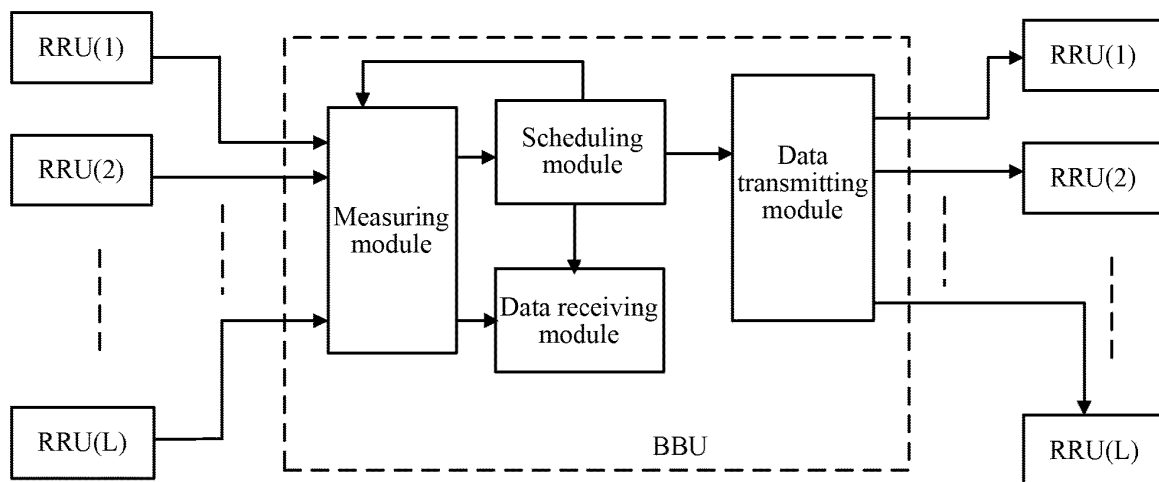 RRU(1)
RRU(2)
RRU(L)
Measuring
module
Scheduling
module
Data receiving
module
Data
transmitting
module
BBU
RRU(1)
RRU(2)
RRU(L)